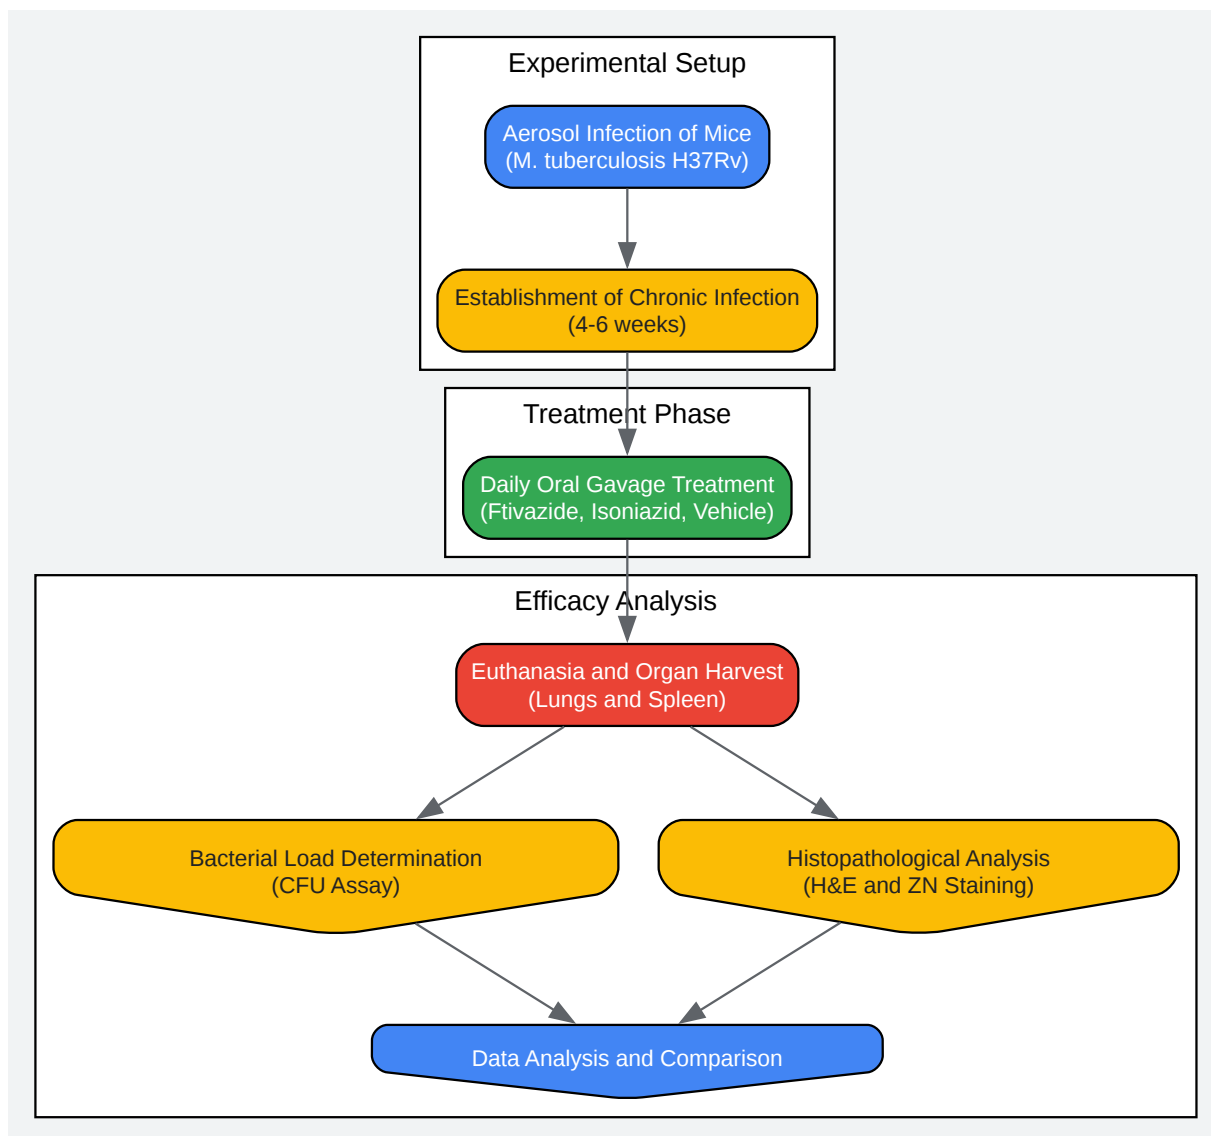 Experimental Setup
Aerosol Infection of Mice
(M. tuberculosis H37Rv)
Establishment of Chronic Infection
(4-6 weeks)
Treatment Phase
Daily Oral Gavage Treatment
(Ftivazide, Isoniazid, Vehicle)
Efficacy Analysis
Euthanasia and Organ Harvest
(Lungs and Spleen)
Bacterial Load Determination
(CFU Assay)
Histopathological Analysis
(H&E and ZN Staining)
Data Analysis and Comparison